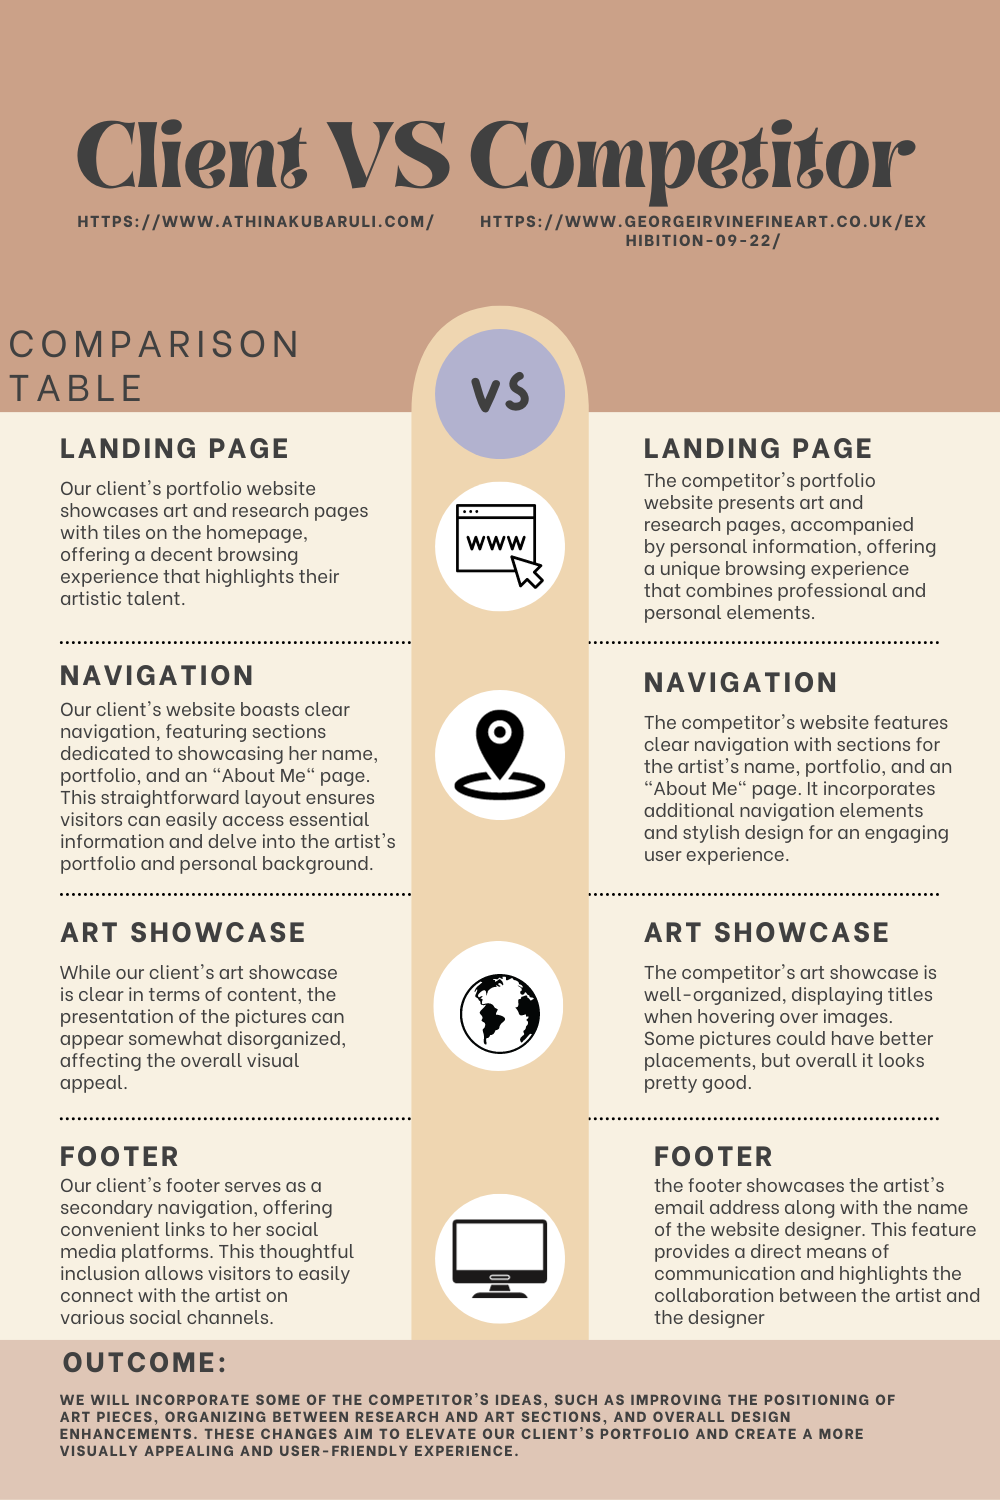 Client VS Competitor
HTTPS://WWW.ATHINAKUBARULI.COM/
HTTPS://WWW.GEORGEIRVINEFINEART.CO.UK/EX
HIBITION-09-22/
COMPARISON
TABLE
VS
LANDING PAGE
Our client's portfolio website
showcases art and research pages
with tiles on the homepage,
offering a decent browsing
experience that highlights their
artistic talent.
WWW
LANDING PAGE
The competitor's portfolio
website presents art and
research pages, accompanied
by personal information, offering
a unique browsing experience
that combines professional and
personal elements.
NAVIGATION
Our client's website boasts clear
navigation, featuring sections
dedicated to showcasing her name,
portfolio, and an “About Me“ page.
This straightforward layout ensures
visitors can easily access essential
information and delve into the artist's
portfolio and personal background.
NAVIGATION
The competitor's website features
clear navigation with sections for
the artist's name, portfolio, and an
“About Me“ page. It incorporates
additional navigation elements
and stylish design for an engaging
user experience.
ART SHOWCASE
While our client's art showcase
is clear in terms of content, the
presentation of the pictures can
appear somewhat disorganized,
affecting the overall visual
appeal.
ART SHOWCASE
The competitor's art showcase is
well-organized, displaying titles
when hovering over images.
Some pictures could have better
placements, but overall it looks
pretty good.
FOOTER
Our client's footer serves as a
secondary navigation, offering
convenient links to her social
media platforms. This thoughtful
inclusion allows visitors to easily
connect with the artist on
various social channels.
FOOTER
the footer showcases the artist's
email address along with the name
of the website designer. This feature
provides a direct means of
communication and highlights the
collaboration between the artist and
the designer
OUTCOME:
WE WILL INCORPORATE SOME OF THE COMPETITOR'S IDEAS, SUCH AS IMPROVING THE POSITIONING OF
ART PIECES, ORGANIZING BETWEEN RESEARCH AND ART SECTIONS, AND OVERALL DESIGN
ENHANCEMENTS. THESE CHANGES AIM TO ELEVATE OUR CLIENT'S PORTFOLIO AND CREATE A MORE
VISUALLY APPEALING AND USER-FRIENDLY EXPERIENCE.